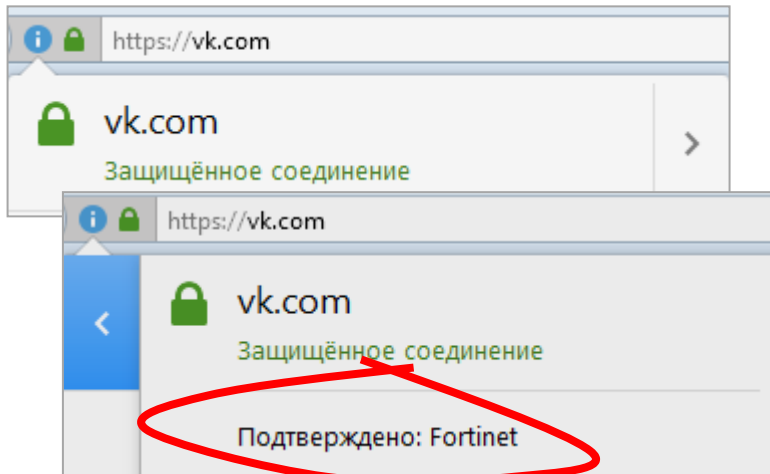 https://vk.com
vk.com
Защищённое соединение
https://vk.com
vk.com
Защищённое соединение
Подтверждено: Fortinet